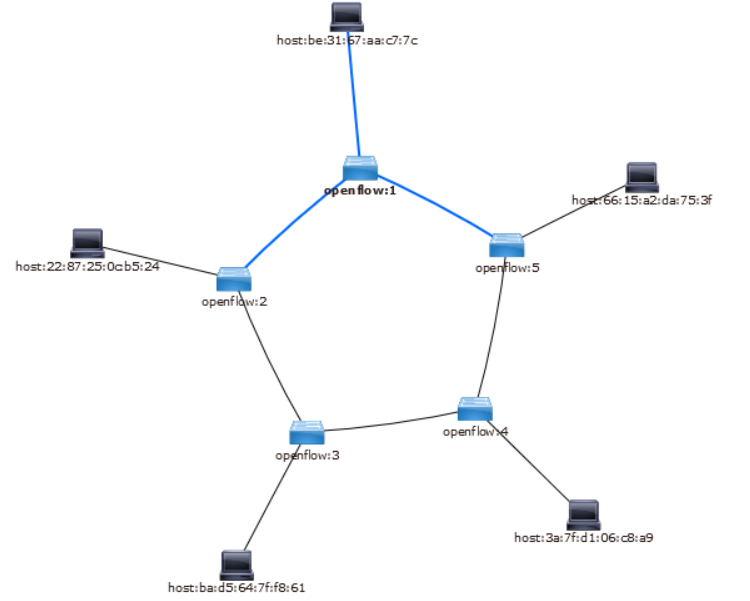 host:be:31:67:aa:c7:7c
openflow:1
host:66:15:a2:da:75:3f
host:22:87:25:0c:b5:24
openflow:5
openflow:2
openflow:4
openflow:3
host:3a:7f:d1:06:c8:a9
host:ba:d5:64:7f:f8:61